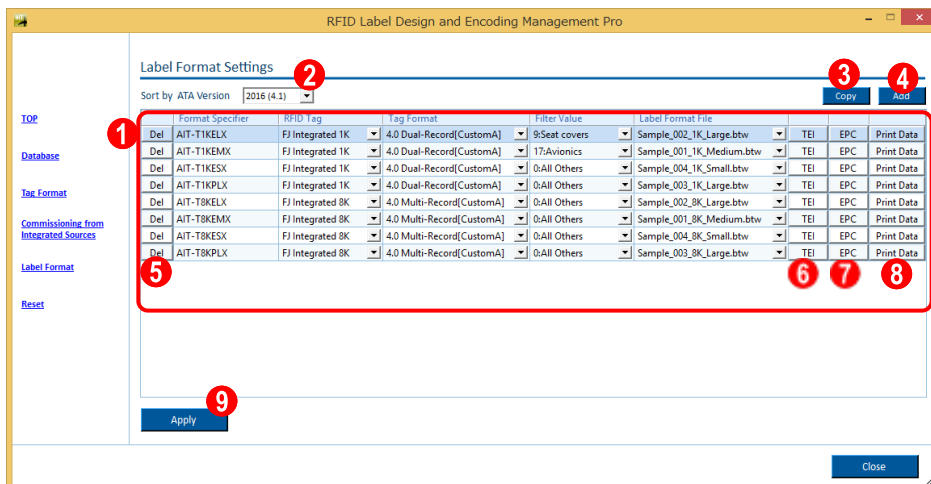 RFID Label Design and Encoding Management Pro
Label Format Settings
2
3
4
Sort by ATA Version 2016 (4.1)
Copy
Add
TOP
Database
Tag Format
Commissioning from
Integrated Sources
Label Format
Reset
1
Format Specifier RFID Tag Tag Format Filter Value Label Format File
Del AIT-T1KELX FJ Integrated 1K 4.0 Dual-Record[CustomA] 9:Seat covers Sample_002_1K_Large.btw TEI EPC Print Data
Del AIT-T1KEMX FJ Integrated 1K 4.0 Dual-Record[CustomA] 17:Avionics Sample_001_1K_Medium.btw TEI EPC Print Data
Del AIT-T1KESX FJ Integrated 1K 4.0 Dual-Record[CustomA] 0:All Others Sample_004_1K_Small.btw TEI EPC Print Data
Del AIT-T1KPLX FJ Integrated 1K 4.0 Dual-Record[CustomA] 0:All Others Sample_003_1K_Large.btw TEI EPC Print Data
Del AIT-T8KELX FJ Integrated 8K 4.0 Multi-Record[CustomA] 0:All Others Sample_002_8K_Large.btw TEI EPC Print Data
Del AIT-T8KEMX FJ Integrated 8K 4.0 Multi-Record[CustomA] 0:All Others Sample_001_8K_Medium.btw TEI EPC Print Data
Del AIT-T8KESX FJ Integrated 8K 4.0 Multi-Record[CustomA] 0:All Others Sample_004_8K_Small.btw TEI EPC Print Data
Del AIT-T8KPLX FJ Integrated 8K 4.0 Multi-Record[CustomA] 0:All Others Sample_003_8K_Large.btw TEI EPC Print Data
5
6
7
8
9
Apply
Close